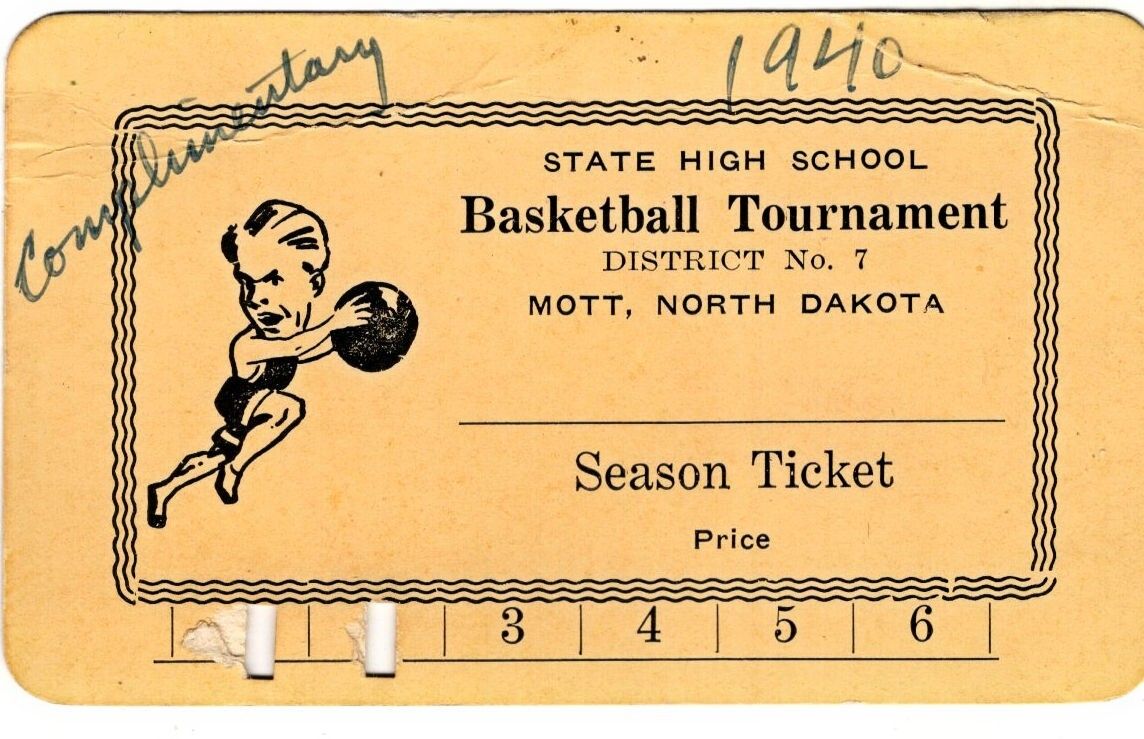 Complimentary
1940
STATE HIGH SCHOOL
Basketball Tournament
DISTRICT No. 7
MOTT, NORTH DAKOTA
Season Ticket
Price
3 4 5 6